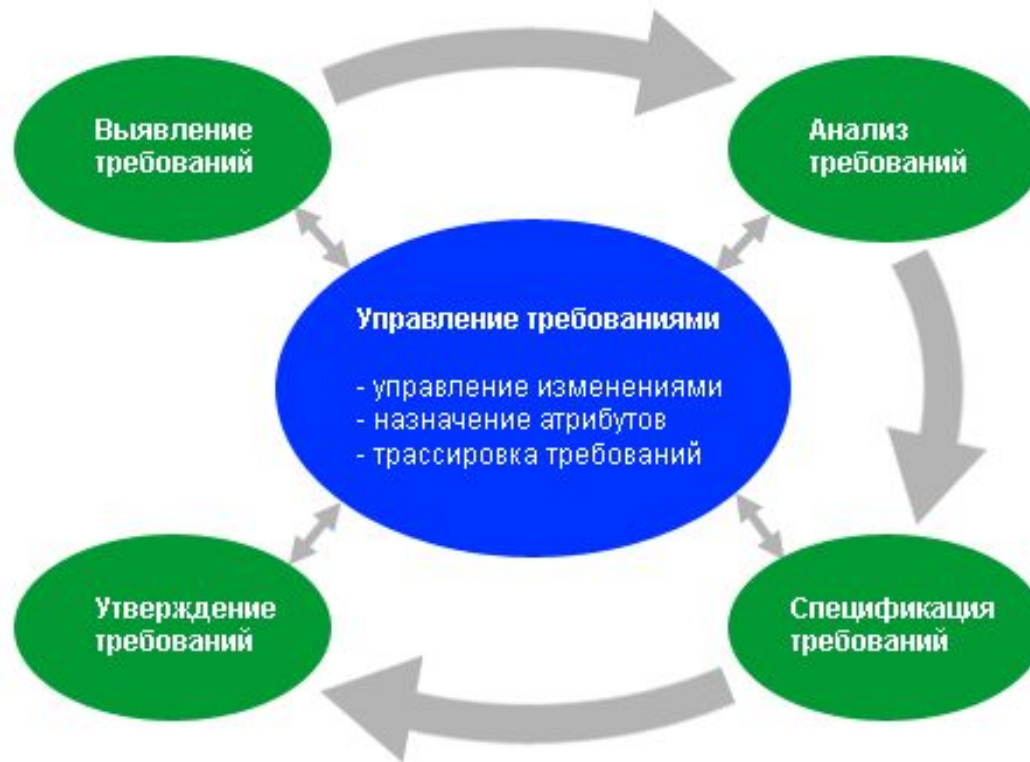 Выявление
требований
Анализ
требований
Управление требованиями
- управление изменениями
- назначение атрибутов
- трассировка требований
Утверждение
требований
Спецификация
требований